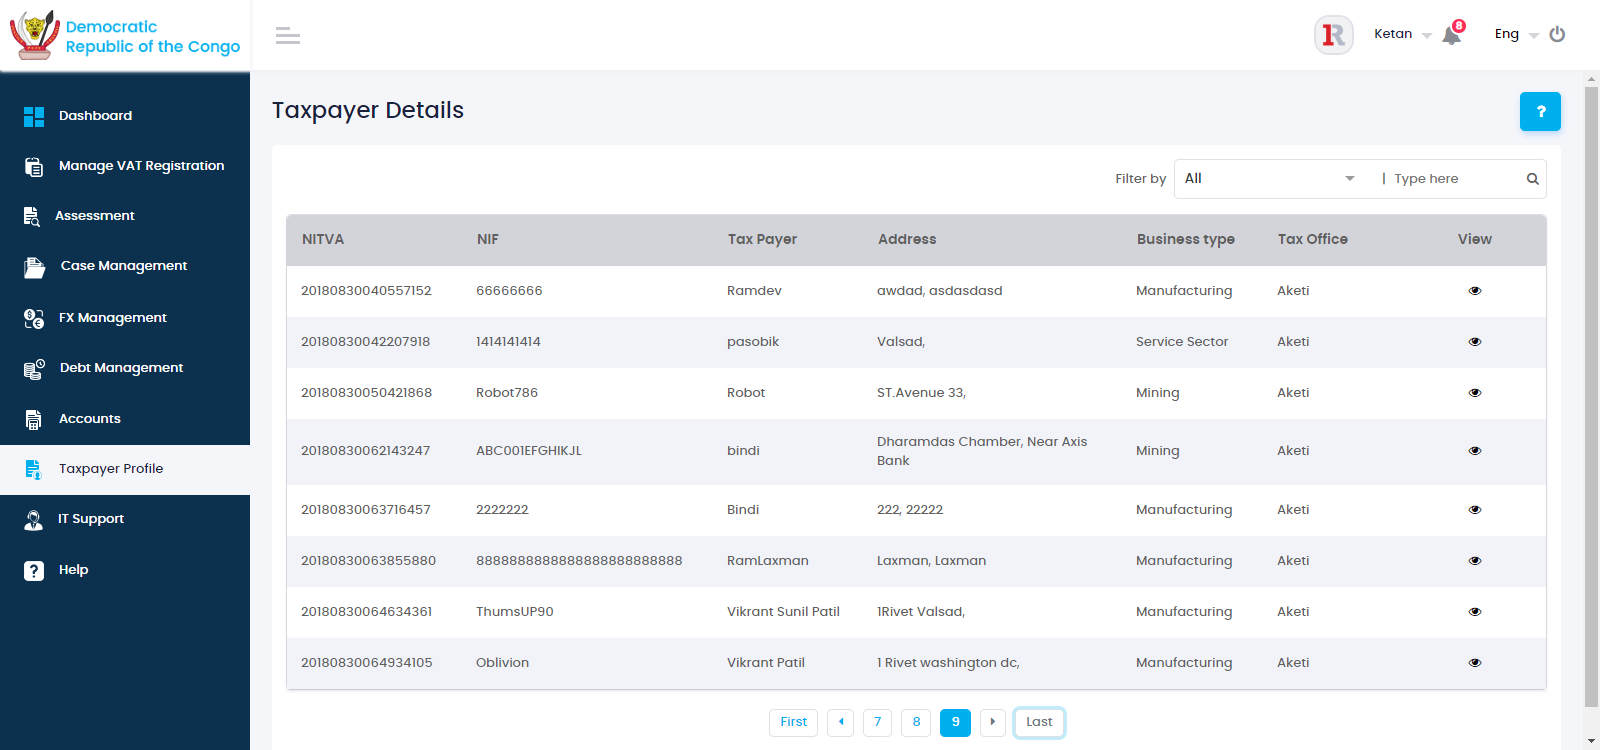 Democratic
Republic of the Congo
Ketan
8
Eng
Dashboard
Manage VAT Registration
Assessment
Case Management
FX Management
Debt Management
Accounts
Taxpayer Profile
IT Support
Help
Taxpayer Details
?
Filter by All | Type here
NITVA NIF Tax Payer Address Business type Tax Office View
20180830040557152 66666666 Ramdev awdad, asdasdasd Manufacturing Aketi
20180830042207918 1414141414 pasobik Valsad, Service Sector Aketi
20180830050421868 Robot786 Robot ST.Avenue 33, Mining Aketi
20180830062143247 ABC001EFGHIKJL bindi Dharamdas Chamber, Near Axis
Bank Mining Aketi
20180830063716457 2222222 Bindi 222, 22222 Manufacturing Aketi
20180830063855880 RamLaxman Laxman, Laxman Manufacturing Aketi
20180830064634361 ThumsUP90 Vikrant Sunil Patil 1Rivet Valsad, Manufacturing Aketi
20180830064934105 Oblivion Vikrant Patil 1 Rivet washington dc, Manufacturing Aketi
First 7 8 9 Last